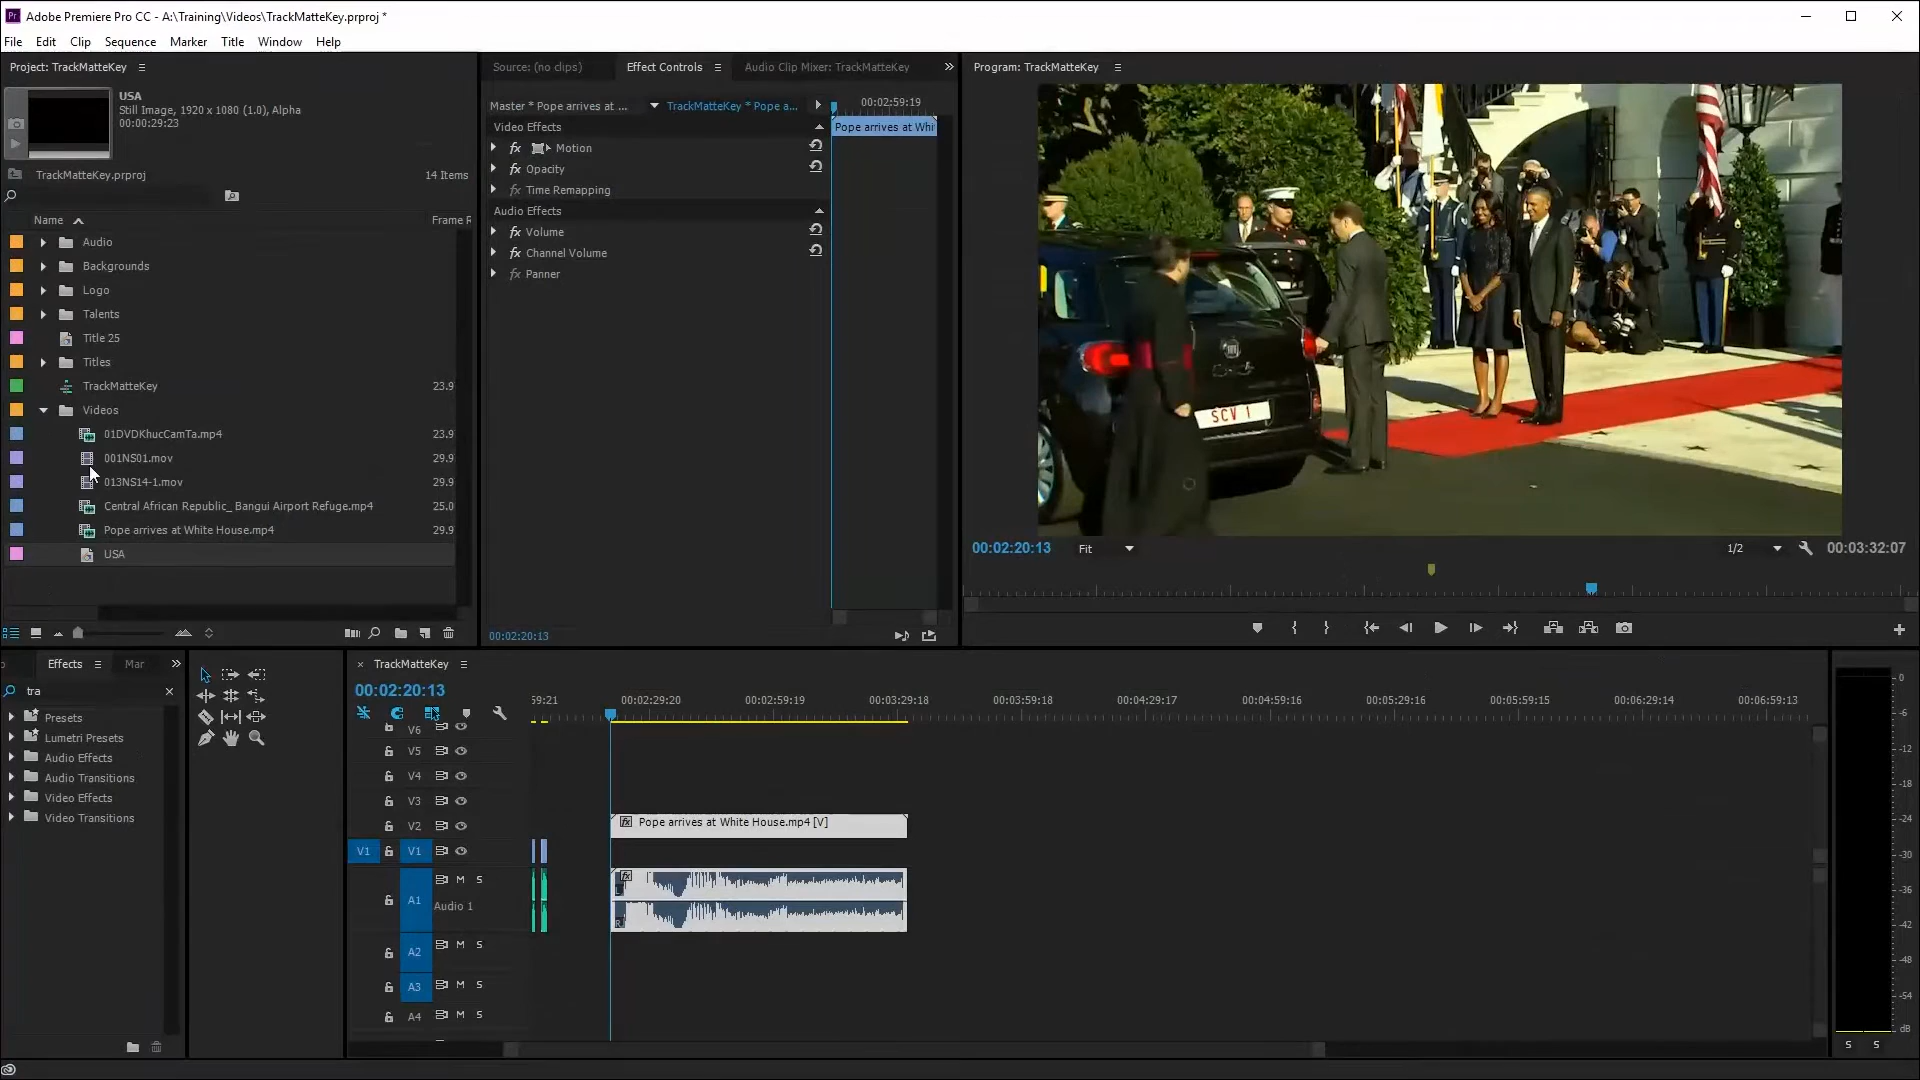 Adobe Premiere Pro CC - A:\Training\Videos\TrackMatteKey.prproj *
File Edit Clip Sequence Marker Title Window Help
Project: TrackMatteKey
USA
Still Image, 1920 x 1080 (1.0), Alpha
00:00:29:23
TrackMatteKey.prproj 14 Items
Name Frame R
Audio
Backgrounds
Logo
Talents
Title 25
Titles
TrackMatteKey 23.9
Videos
01DVDKhucCamTa.mp4 23.9
001NS01.mov 29.9
013NS14-1.mov 29.9
Central African Republic_ Bangui Airport Refuge.mp4 25.0
Pope arrives at White House.mp4 29.9
USA
Source: (no clips) Effect Controls Audio Clip Mixer: TrackMatteKey
Master * Pope arrives at ... TrackMatteKey * Pope a... 00:02:59:19
Video Effects Pope arrives at Whi
fx Motion
fx Opacity
fx Time Remapping
Audio Effects
fx Volume
fx Channel Volume
fx Panner
00:02:20:13
Program: TrackMatteKey
SCV 1
00:02:20:13 Fit 1/2 00:03:32:07
Effects Mar
tra
Presets
Lumetri Presets
Audio Effects
Audio Transitions
Video Effects
Video Transitions
TrackMatteKey
00:02:20:13
59:21 00:02:29:20 00:02:59:19 00:03:29:18 00:03:59:18 00:04:29:17 00:04:59:16 00:05:29:16 00:05:59:15 00:06:29:14 00:06:59:13
V6
V5
V4
V3
V2 fx Pope arrives at White House.mp4 [V]
V1 V1
A1 M S fx L
Audio 1 R
A2 M S
A3 M S
A4 M S
0
-6
-12
-18
-24
-30
-36
-42
-48
-54
dB
S S